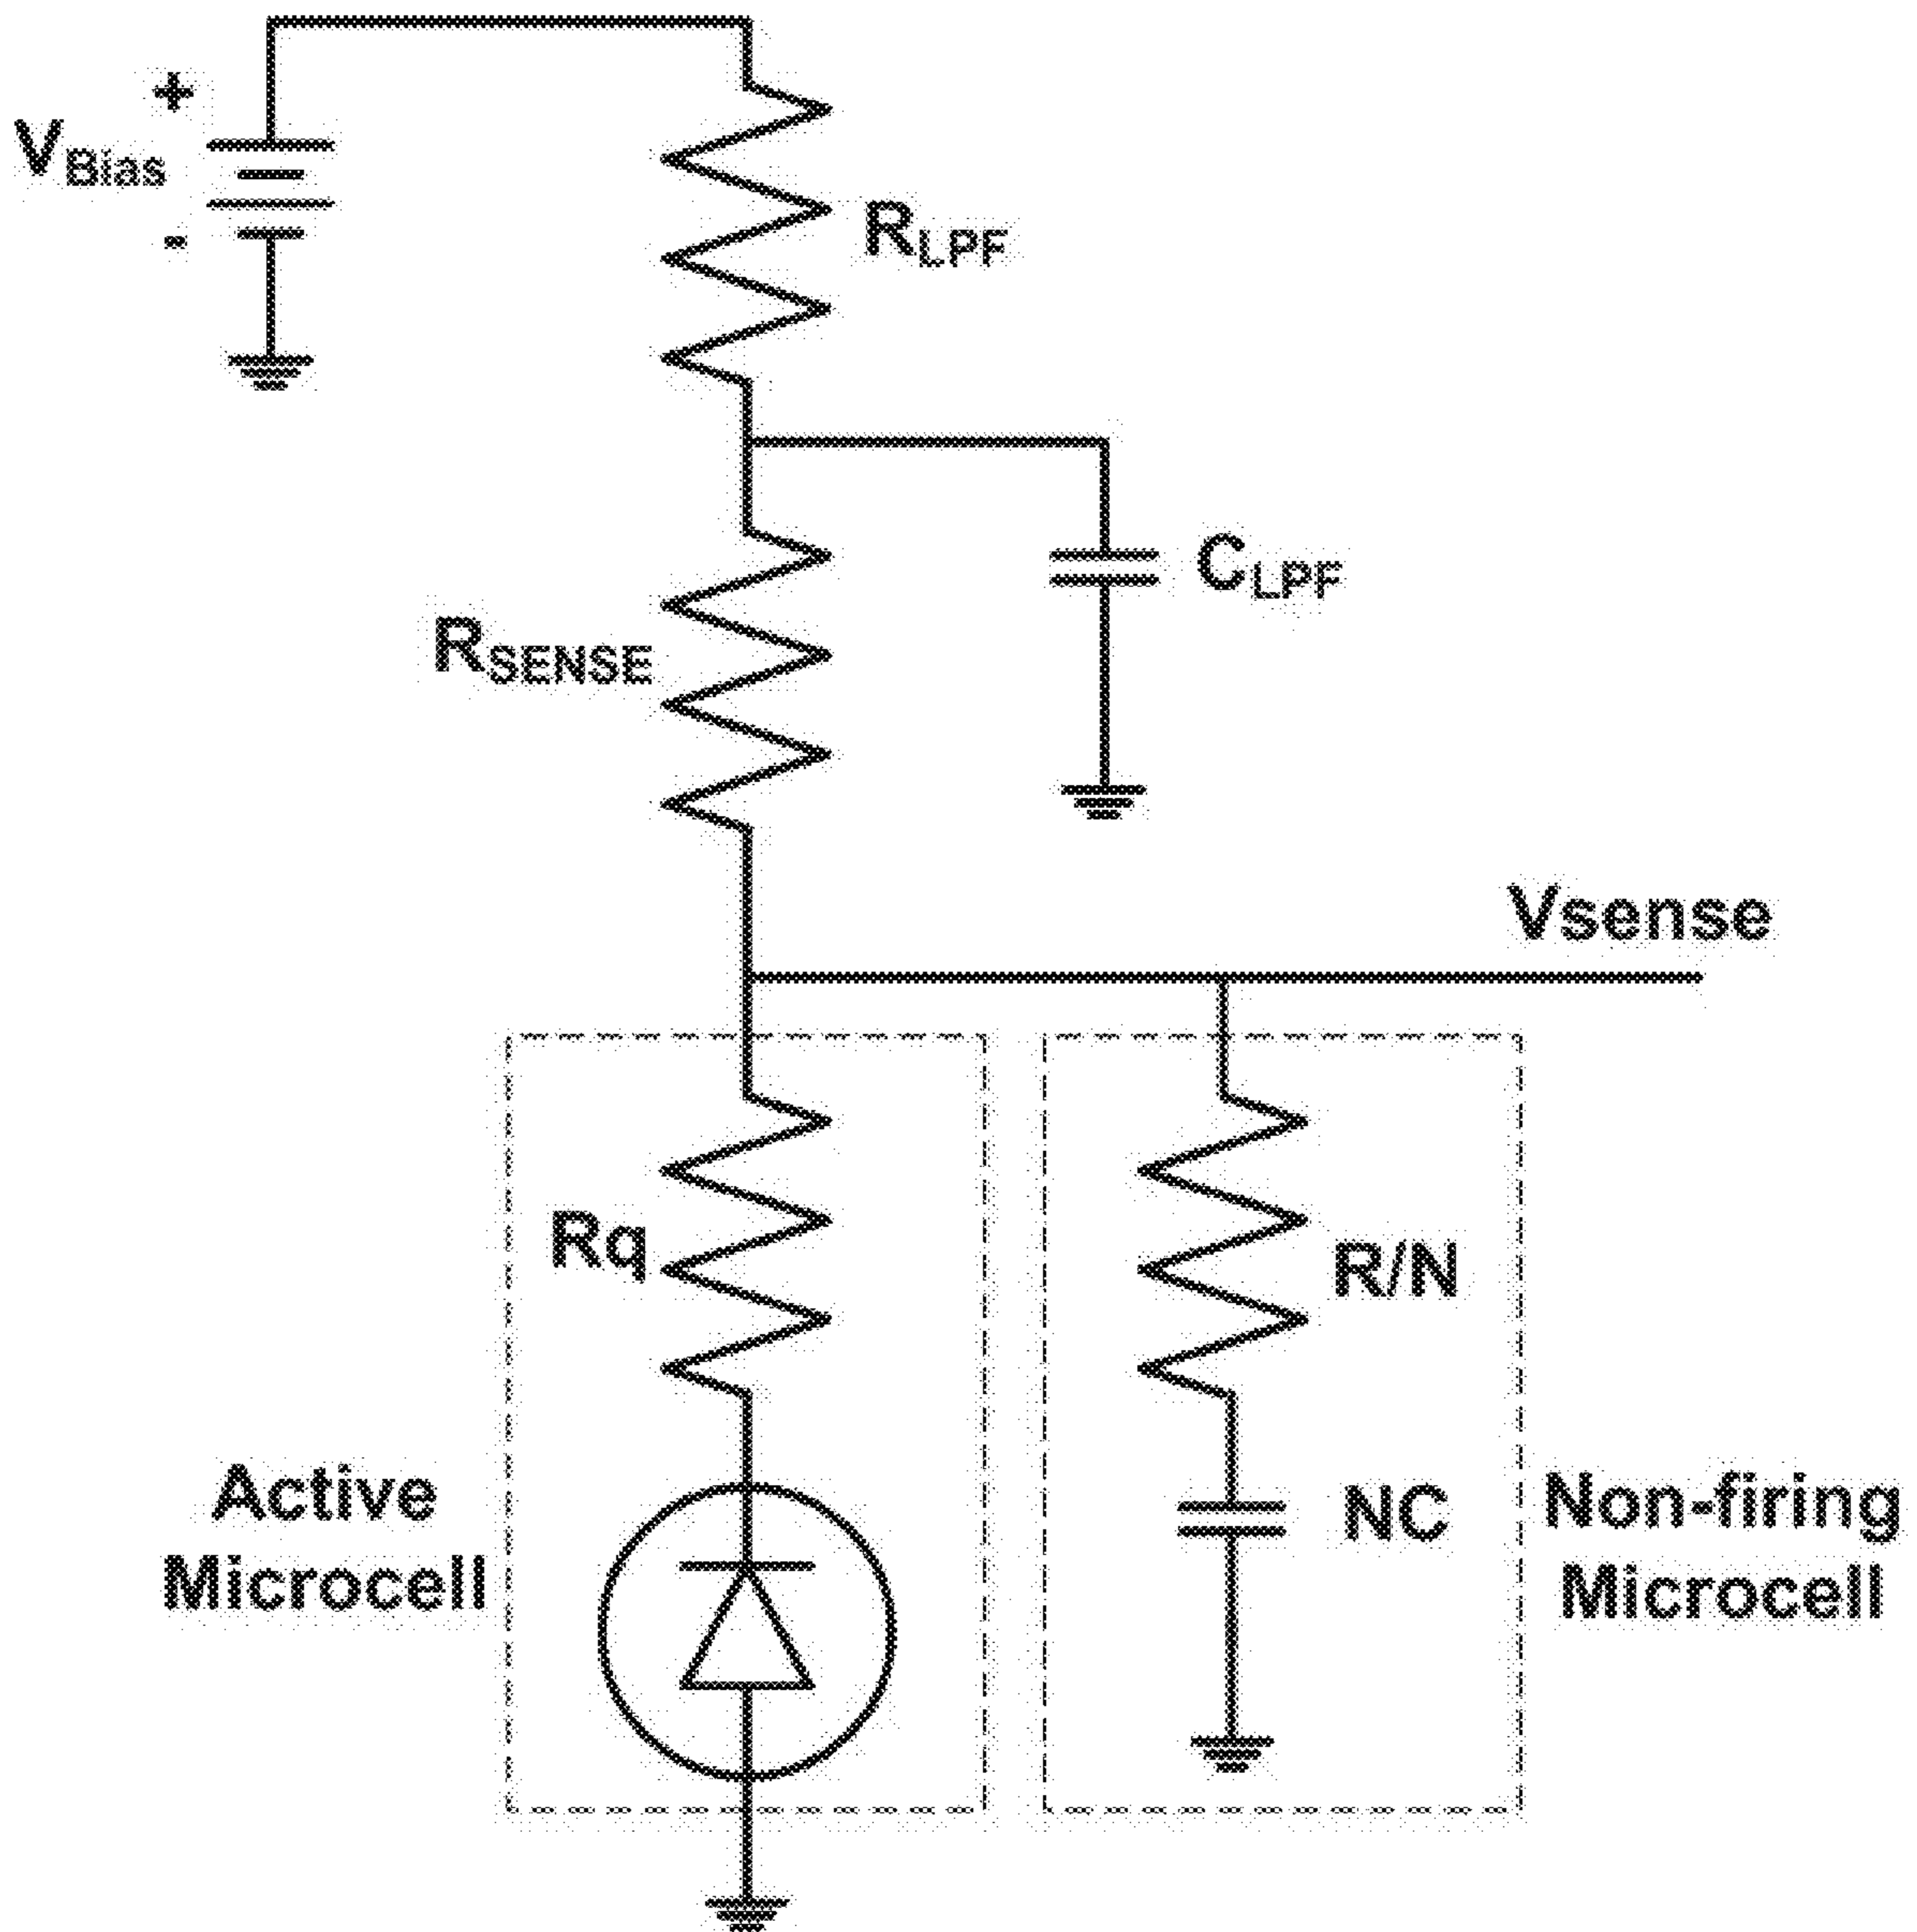 +
VBias
-
RLPF
CLPF
RSENSE
Vsense
Rq
R/N
Active
Microcell
NC
Non-firing
Microcell